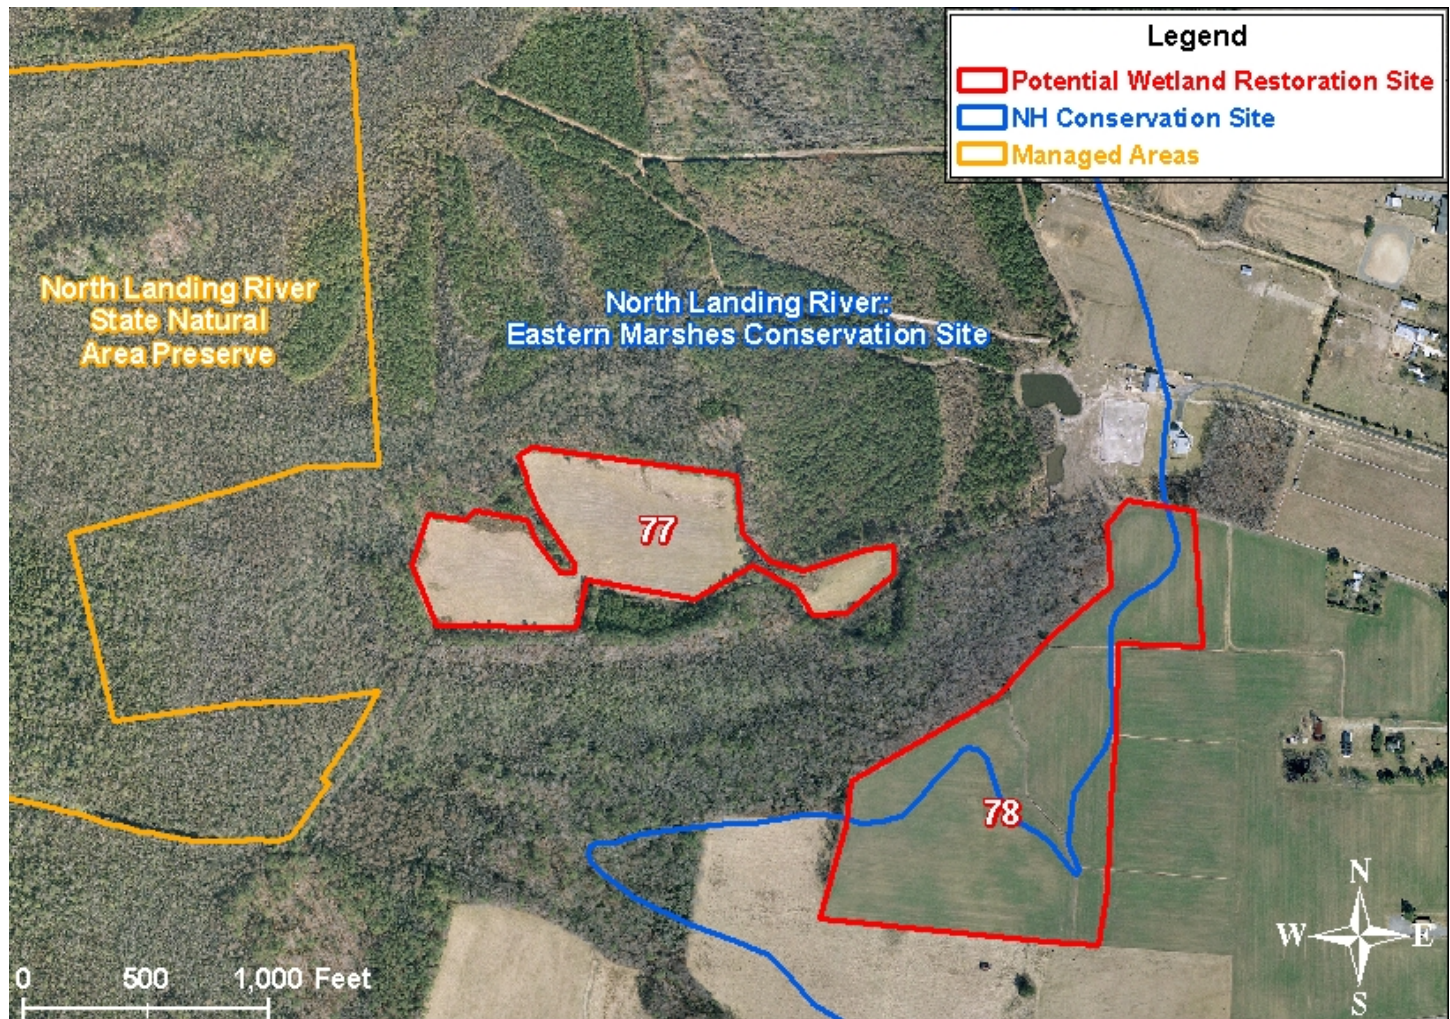 Legend
Potential Wetland Restoration Site
NH Conservation Site
Managed Areas
North Landing River
State Natural
Area Preserve
North Landing River:
Eastern Marshes Conservation Site
77
78
N
W E
S
0 500 1,000 Feet